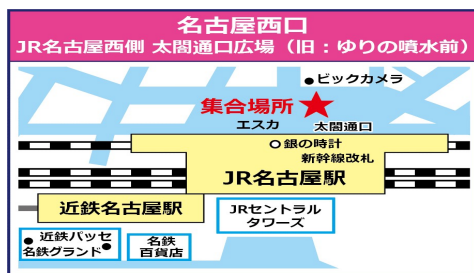 名古屋西口
JR名古屋西側 太閤通口広場（旧：ゆりの噴水前）
ビックカメラ
集合場所
エスカ
太閤通口
銀の時計
新幹線改札
JR名古屋駅
近鉄名古屋駅
JRセントラル
タワーズ
近鉄パッセ
名鉄グランド
名鉄
百貨店